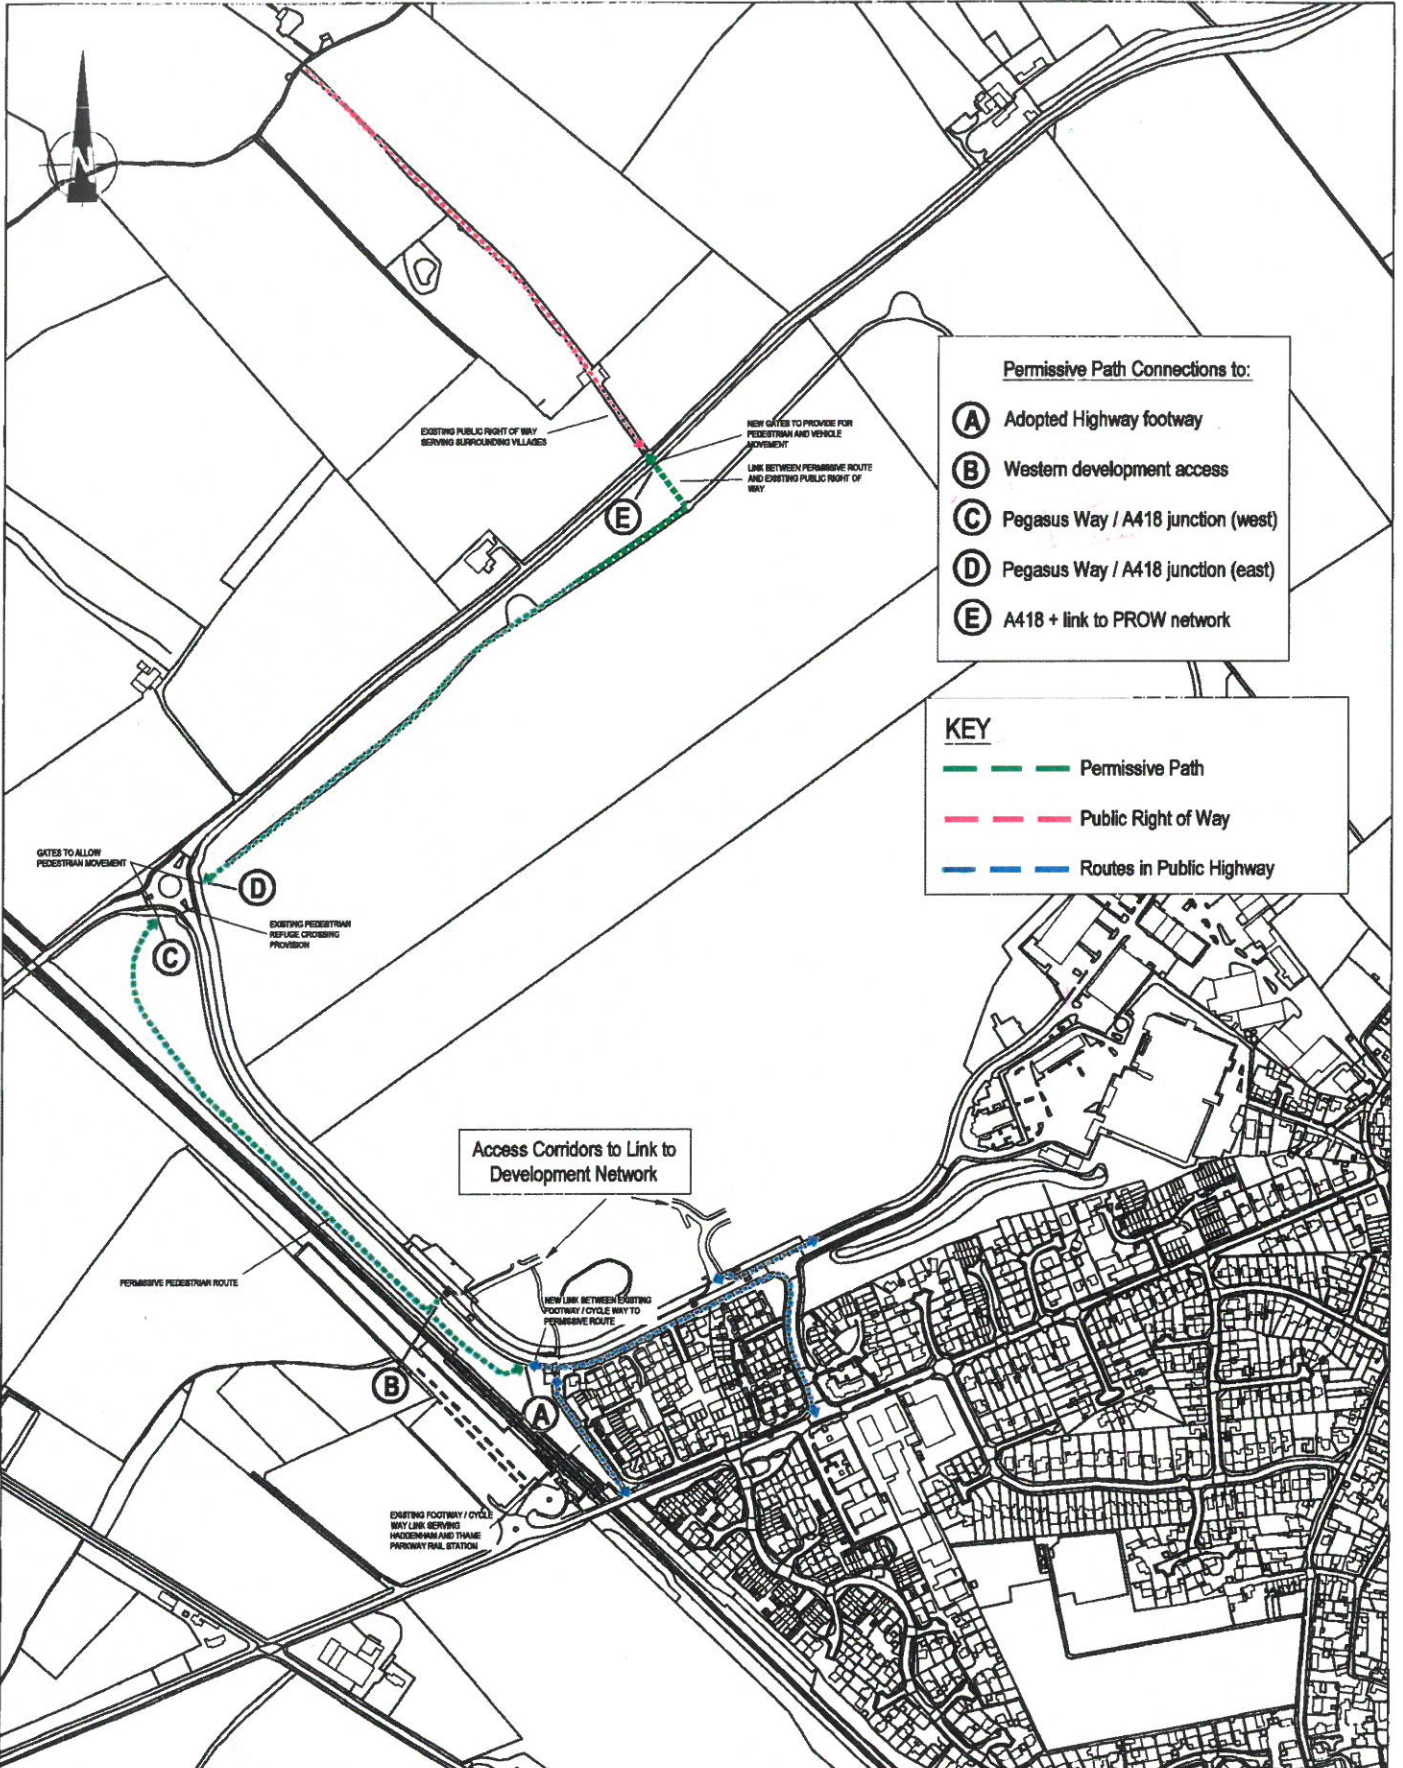 N
EXISTING PUBLIC RIGHT OF WAY
SERVING SURROUNDING VILLAGES
NEW GATES TO PROVIDE FOR
PEDESTRIAN AND VEHICLE
MOVEMENT
LINK BETWEEN PERMISSIVE ROUTE
AND EXISTING PUBLIC RIGHT OF
WAY
E
Permissive Path Connections to:
A Adopted Highway footway
B Western development access
C Pegasus Way / A418 junction (west)
D Pegasus Way / A418 junction (east)
E A418 + link to PROW network
KEY
Permissive Path
Public Right of Way
Routes in Public Highway
GATES TO ALLOW
PEDESTRIAN MOVEMENT
D
EXISTING PEDESTRIAN
REFUGE CROSSING
PROVISION
C
Access Corridors to Link to
Development Network
PERMISSIVE PEDESTRIAN ROUTE
NEW LINK BETWEEN EXISTING
FOOTWAY / CYCLE WAY TO
PERMISSIVE ROUTE
B
A
EXISTING FOOTWAY / CYCLE
WAY LINK SERVING
HADDENHAM AND THAME
PARKWAY RAIL STATION